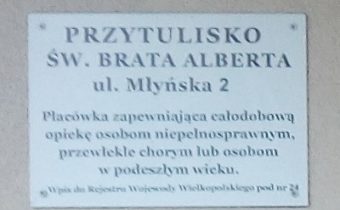 PRZYTULISKO
ŚW. BRATA ALBERTA
ul. Młyńska 2
Placówka zapewniająca całodobową
opiekę osobom niepełnosprawnym,
przewlekle chorym lub osobom
w podeszłym wieku.
Wpis do Rejestru Wojewody Wielkopolskiego pod nr 24